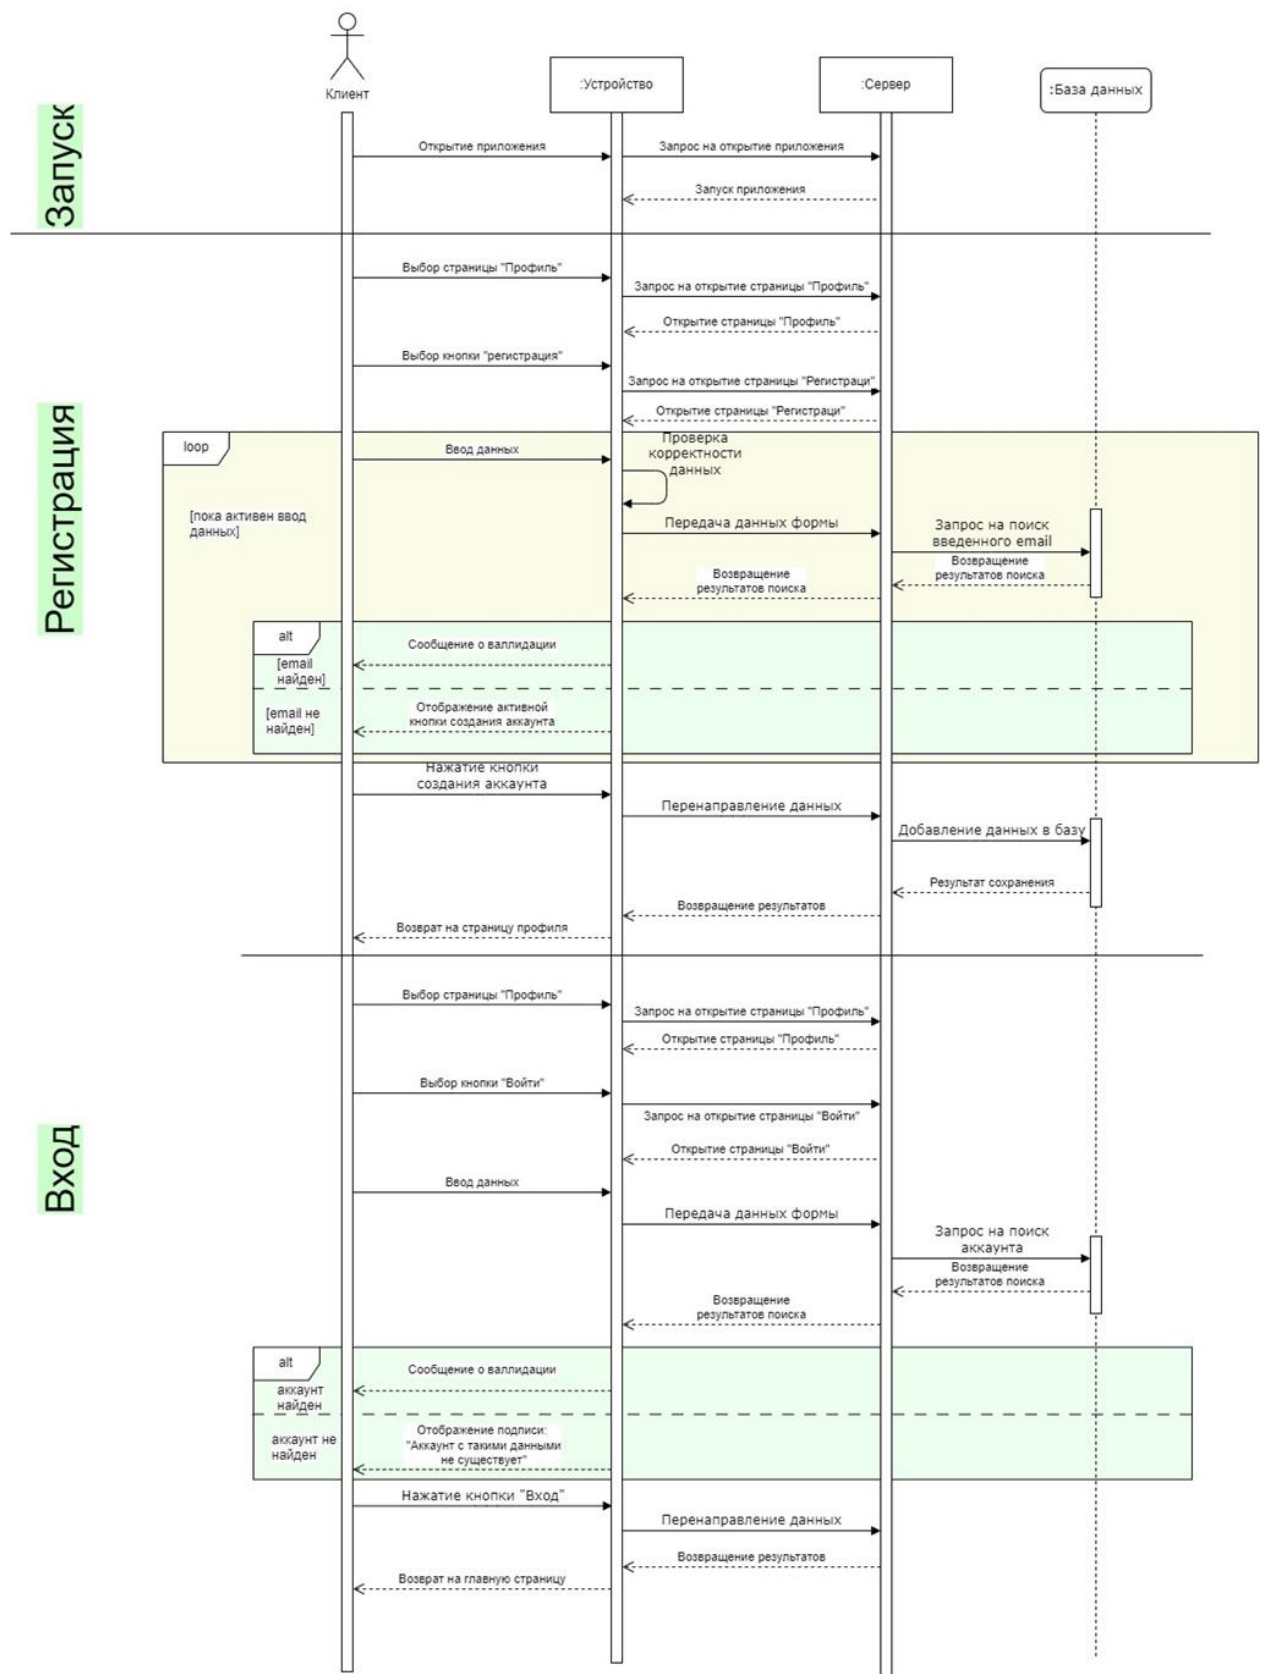 Клиент
:Устройство
:Сервер
:База данных
Запуск
Открытие приложения
Запрос на открытие приложения
Запуск приложения
Регистрация
Выбор страницы "Профиль"
Запрос на открытие страницы "Профиль"
Открытие страницы "Профиль"
Выбор кнопки "регистрация"
Запрос на открытие страницы "Регистраци"
Открытие страницы "Регистраци"
loop
[пока активен ввод
данных]
Ввод данных
Проверка
корректности
данных
Передача данных формы
Запрос на поиск
введенного email
Возвращение
результатов поиска
Возвращение
результатов поиска
alt
[email
найден]
Сообщение о валлидации
[email не
найден]
Отображение активной
кнопки создания аккаунта
Нажатие кнопки
создания аккаунта
Перенаправление данных
Добавление данных в базу
Результат сохранения
Возвращение результатов
Возврат на страницу профиля
Вход
Выбор страницы "Профиль"
Запрос на открытие страницы "Профиль"
Открытие страницы "Профиль"
Выбор кнопки "Войти"
Запрос на открытие страницы "Войти"
Открытие страницы "Войти"
Ввод данных
Передача данных формы
Запрос на поиск
аккаунта
Возвращение
результатов поиска
Возвращение
результатов поиска
alt
аккаунт
найден
Сообщение о валлидации
аккаунт не
найден
Отображение подписи:
"Аккаунт с такими данными
не существует"
Нажатие кнопки "Вход"
Перенаправление данных
Возвращение результатов
Возврат на главную страницу